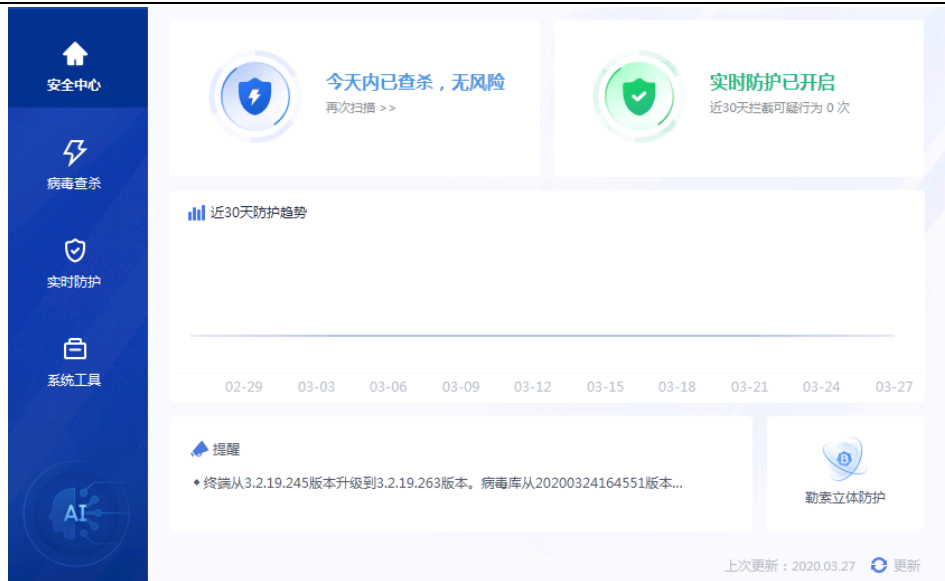 安全中心
病毒查杀
实时防护
系统工具
AI
今天内已查杀，无风险
再次扫描 >>
实时防护已开启
近30天拦截可疑行为 0 次
近30天防护趋势
02-29 03-03 03-06 03-09 03-12 03-15 03-18 03-21 03-24 03-27
提醒
◆终端从3.2.19.245版本升级到3.2.19.263版本。病毒库从20200324164551版本...
B
勒索立体防护
上次更新：2020.03.27 更新